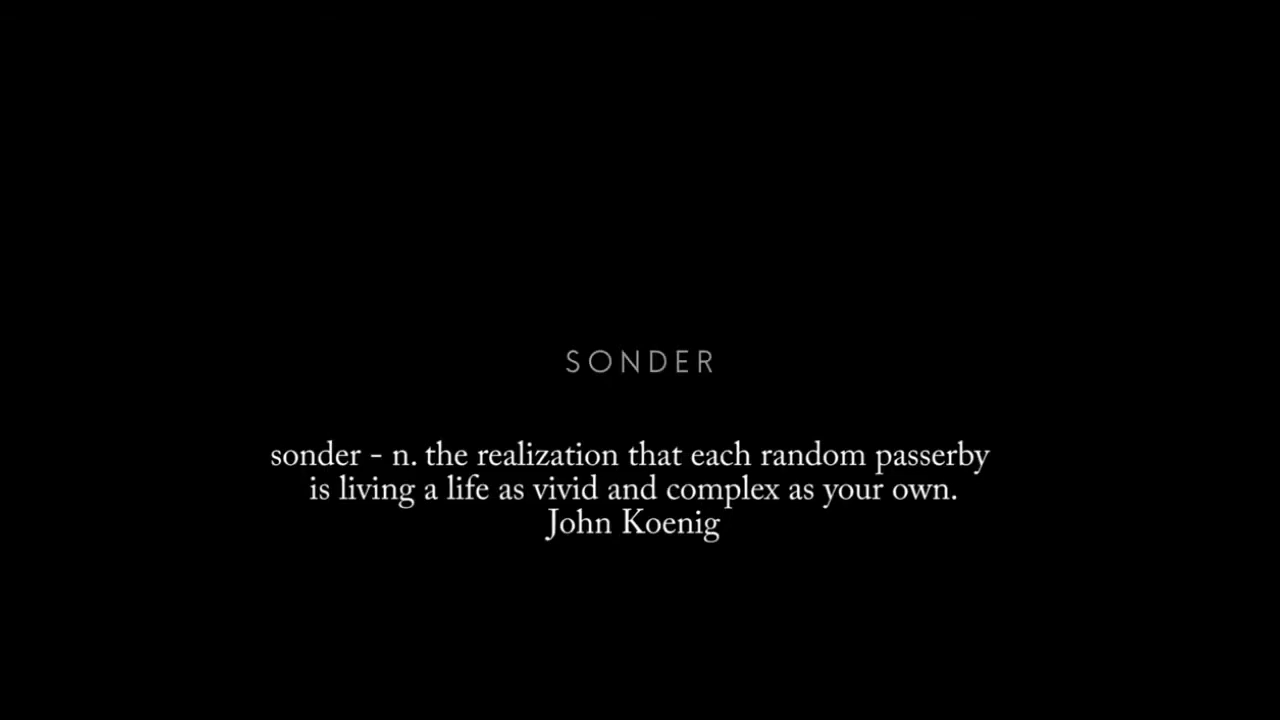 SONDER
sonder - n. the realization that each random passerby
is living a life as vivid and complex as your own.
John Koenig